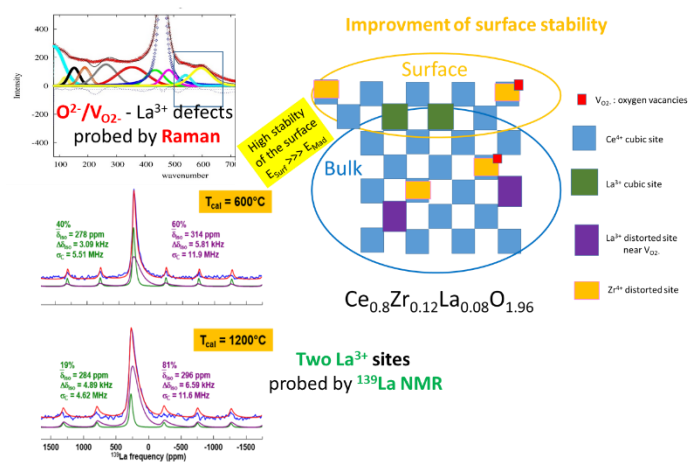 Improvment of surface stability
400
200
0
-200
-400
Intensity
100
200
300
400
500
600
wavenumber
O²⁻/V_O2- - La³⁺ defects
probed by Raman
High stabilty
of the surface
E_Surf >>> E_Mad
Surface
Bulk
V_O2- : oxygen vacancies
Ce⁴⁺ cubic site
La³⁺ cubic site
La³⁺ distorted site
near V_O2-
Zr⁴⁺ distorted site
Ce₀.₈Zr₀.₁₂La₀.₀₈O₁.₉₆
T_cal = 600°C
40%
δ̄_iso = 278 ppm
Δδ_iso = 3.09 kHz
σ_C = 5.51 MHz
60%
δ̄_iso = 314 ppm
Δδ_iso = 5.81 kHz
σ_C = 11.9 MHz
T_cal = 1200°C
19%
δ̄_iso = 284 ppm
Δδ_iso = 4.89 kHz
σ_C = 4.62 MHz
81%
δ̄_iso = 296 ppm
Δδ_iso = 6.59 kHz
σ_C = 11.6 MHz
Two La³⁺ sites
probed by ¹³⁹La NMR
1500 1000 500 0 -500 -1000 -1500
¹³⁹La frequency (ppm)